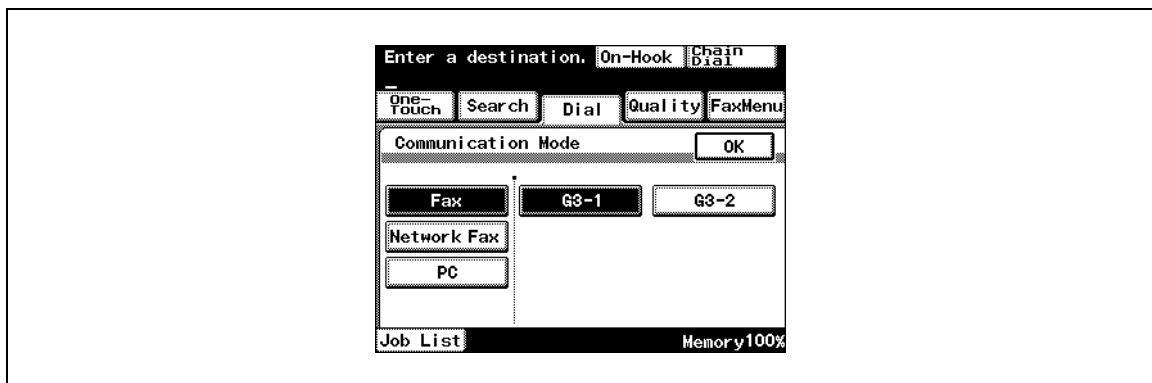 Enter a destination. On-Hook Chain Dial
One-Touch Search Dial Quality FaxMenu
Communication Mode OK
Fax G3-1 G3-2
Network Fax
PC
Job List Memory100%